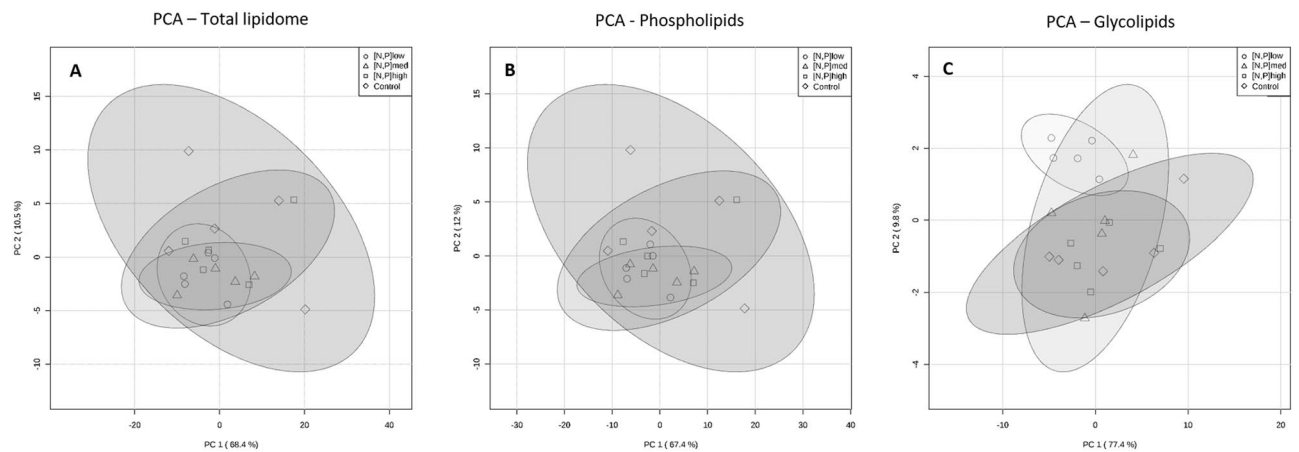 PCA – Total lipidome
A
[N,P]low
[N,P]med
[N,P]high
Control
15
10
5
0
-5
-10
PC 2 ( 10.5 %)
-20
0
20
40
PC 1 ( 68.4 %)
PCA - Phospholipids
B
[N,P]low
[N,P]med
[N,P]high
Control
15
10
5
0
-5
-10
PC 2 ( 12 %)
-30
-20
-10
0
10
20
30
40
PC 1 ( 67.4 %)
PCA – Glycolipids
C
[N,P]low
[N,P]med
[N,P]high
Control
4
2
0
-2
-4
PC 2 ( 9.8 %)
-10
0
10
20
PC 1 ( 77.4 %)